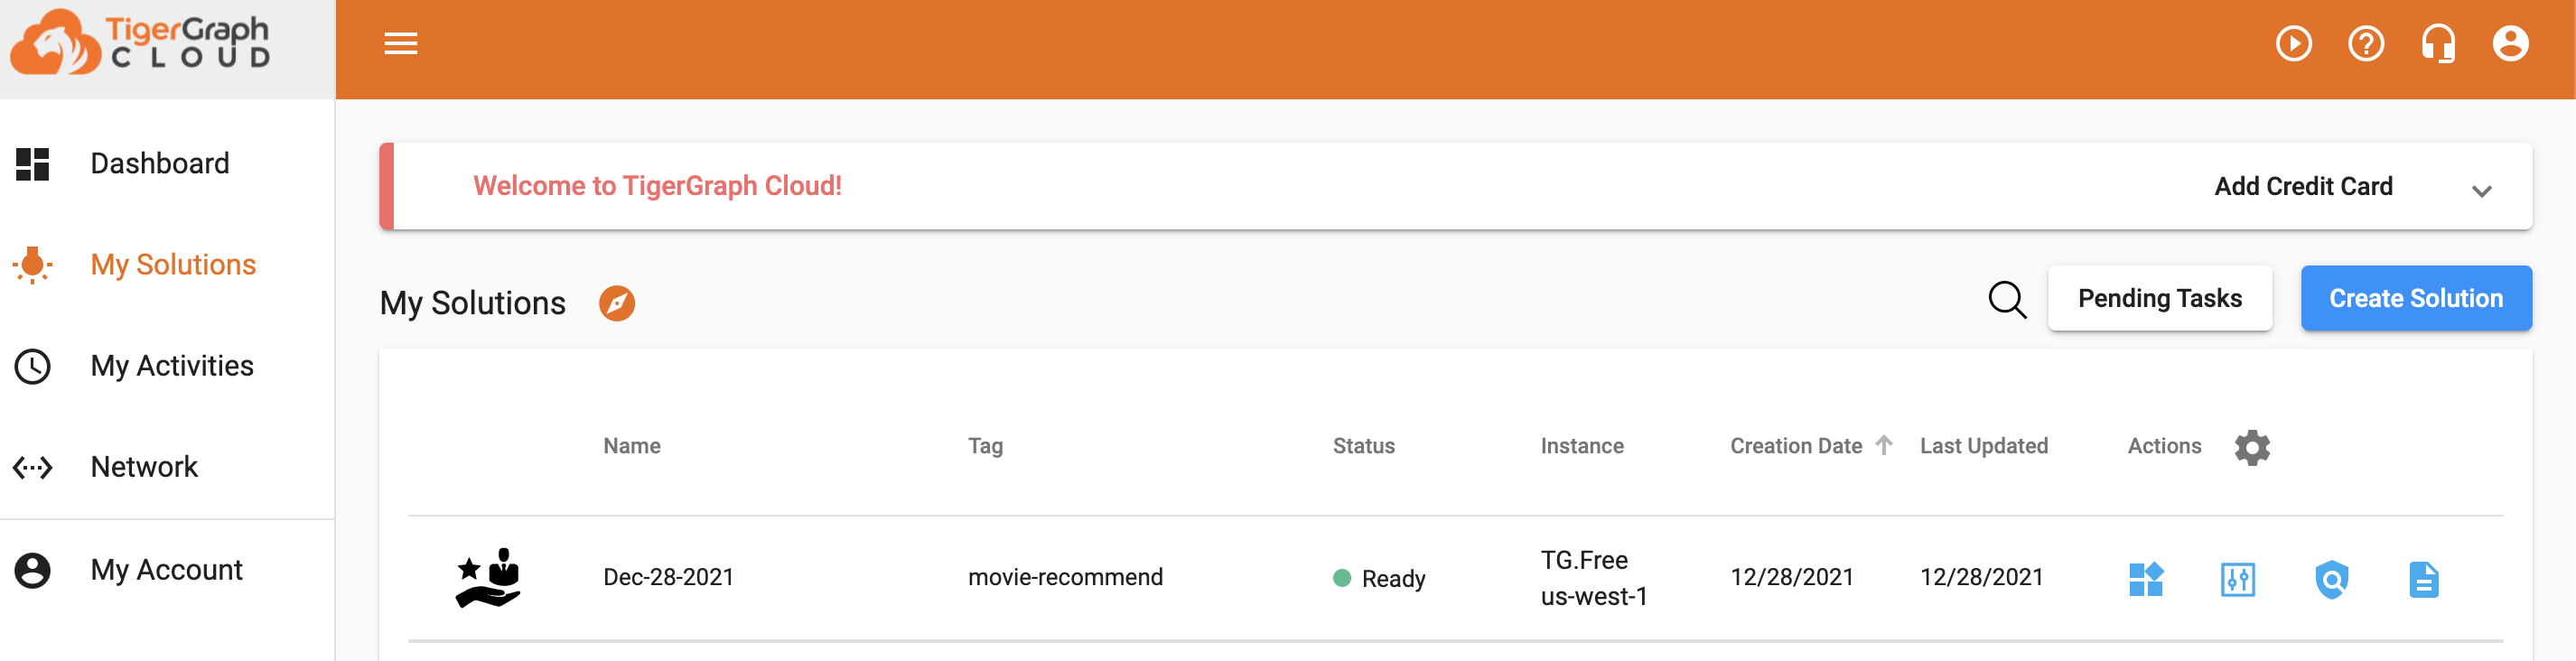 TigerGraph
CLOUD
Dashboard
My Solutions
My Activities
Network
My Account
Welcome to TigerGraph Cloud!
Add Credit Card
My Solutions
Pending Tasks
Create Solution
Name Tag Status Instance Creation Date Last Updated Actions
Dec-28-2021 movie-recommend Ready TG.Free 12/28/2021 12/28/2021
us-west-1